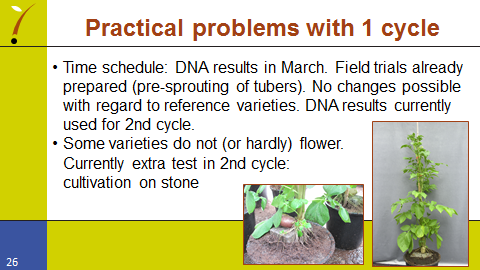 Practical problems with 1 cycle
• Time schedule: DNA results in March. Field trials already
prepared (pre-sprouting of tubers). No changes possible
with regard to reference varieties. DNA results currently
used for 2nd cycle.
• Some varieties do not (or hardly) flower.
Currently extra test in 2nd cycle:
cultivation on stone
26